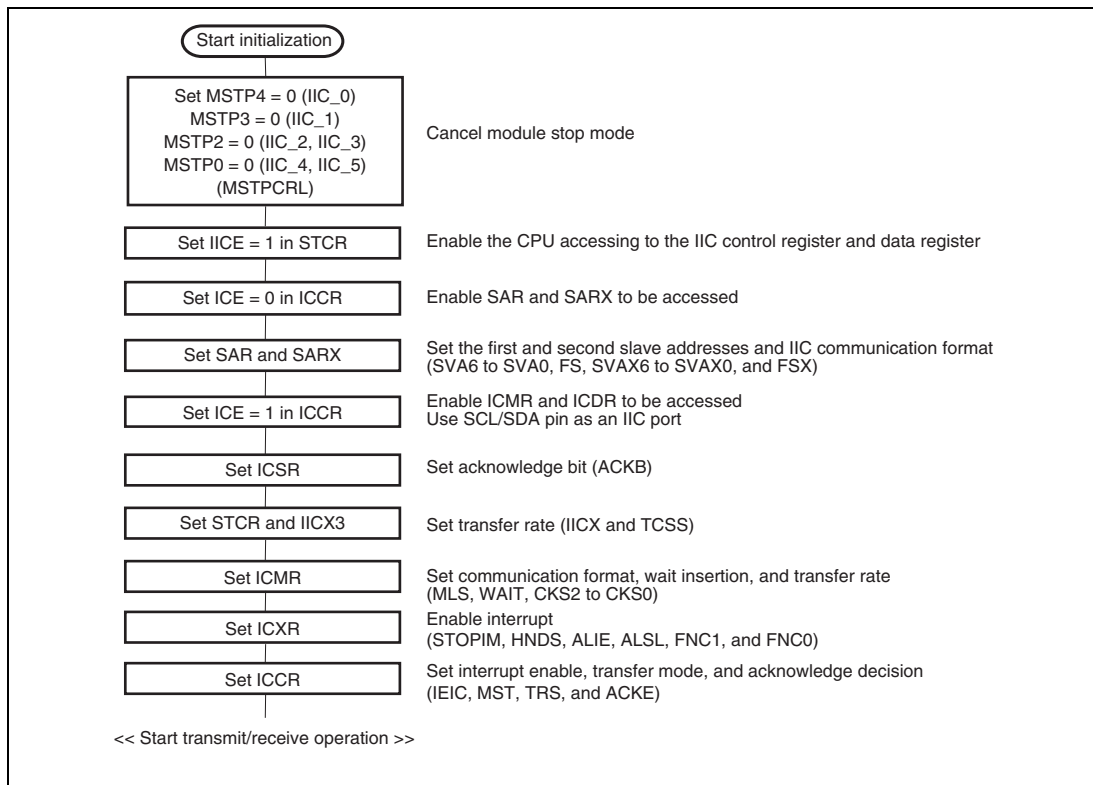 Start initialization
Set MSTP4 = 0 (IIC_0)
MSTP3 = 0 (IIC_1)
MSTP2 = 0 (IIC_2, IIC_3)
MSTP0 = 0 (IIC_4, IIC_5)
(MSTPCRL)
Cancel module stop mode
Set IICE = 1 in STCR
Enable the CPU accessing to the IIC control register and data register
Set ICE = 0 in ICCR
Enable SAR and SARX to be accessed
Set SAR and SARX
Set the first and second slave addresses and IIC communication format
(SVA6 to SVA0, FS, SVAX6 to SVAX0, and FSX)
Set ICE = 1 in ICCR
Enable ICMR and ICDR to be accessed
Use SCL/SDA pin as an IIC port
Set ICSR
Set acknowledge bit (ACKB)
Set STCR and IICX3
Set transfer rate (IICX and TCSS)
Set ICMR
Set communication format, wait insertion, and transfer rate
(MLS, WAIT, CKS2 to CKS0)
Set ICXR
Enable interrupt
(STOPIM, HNDS, ALIE, ALSL, FNC1, and FNC0)
Set ICCR
Set interrupt enable, transfer mode, and acknowledge decision
(IEIC, MST, TRS, and ACKE)
<< Start transmit/receive operation >>